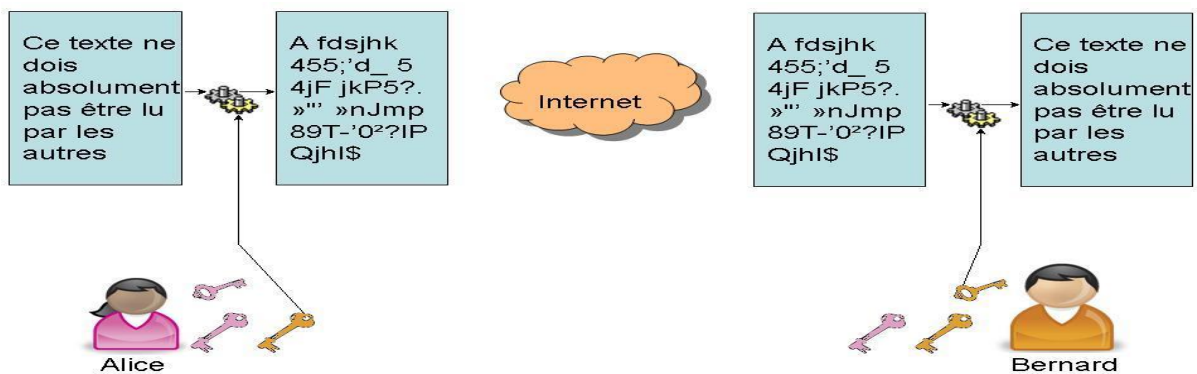 Ce texte ne
dois
absolument
pas être lu
par les
autres
A fdsjhk
455;'d_ 5
4jF jkP5?.
»"' »nJmp
89T-'0²?IP
QjhI$
Internet
A fdsjhk
455;'d_ 5
4jF jkP5?.
»"' »nJmp
89T-'0²?IP
QjhI$
Ce texte ne
dois
absolument
pas être lu
par les
autres
Alice
Bernard